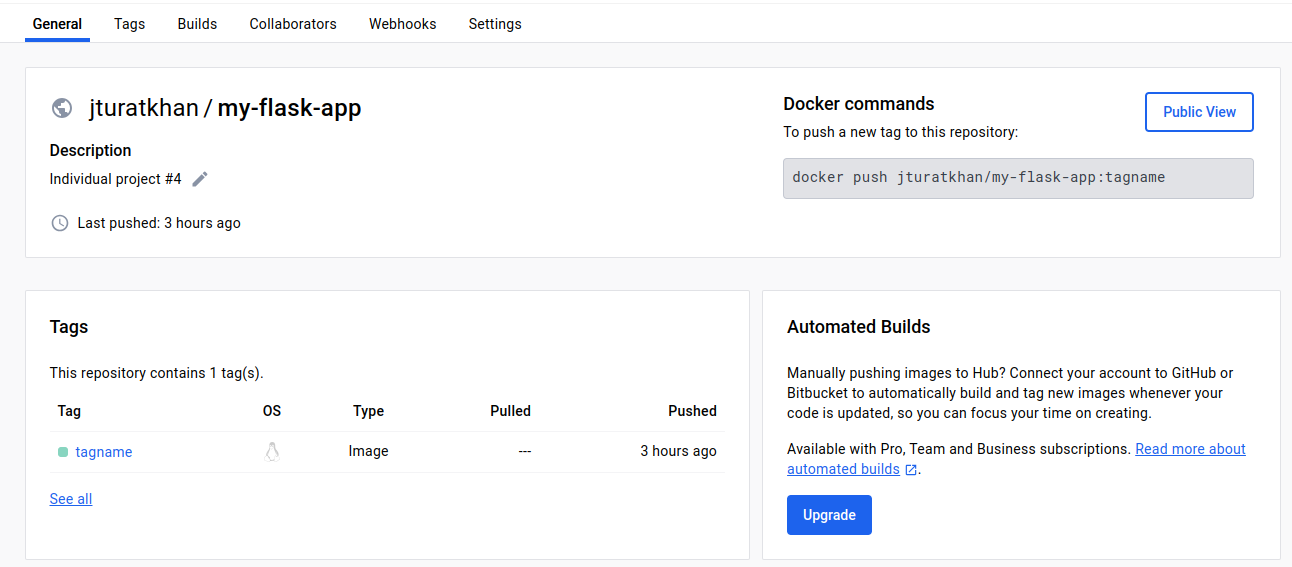 General Tags Builds Collaborators Webhooks Settings
jturatkhan / my-flask-app
Description
Individual project #4
Last pushed: 3 hours ago
Docker commands
Public View
To push a new tag to this repository:
docker push jturatkhan/my-flask-app:tagname
Tags
This repository contains 1 tag(s).
Tag OS Type Pulled Pushed
tagname Image --- 3 hours ago
See all
Automated Builds
Manually pushing images to Hub? Connect your account to GitHub or
Bitbucket to automatically build and tag new images whenever your
code is updated, so you can focus your time on creating.
Available with Pro, Team and Business subscriptions. Read more about
automated builds .
Upgrade